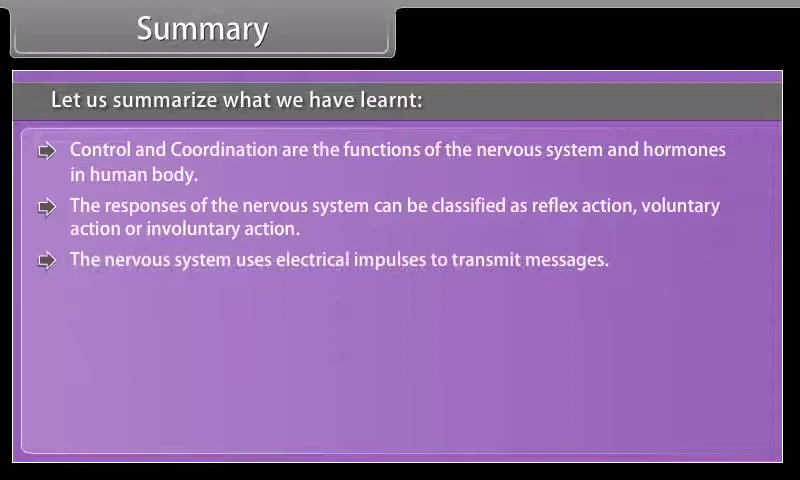 Summary
Let us summarize what we have learnt:
Control and Coordination are the functions of the nervous system and hormones
in human body.
The responses of the nervous system can be classified as reflex action, voluntary
action or involuntary action.
The nervous system uses electrical impulses to transmit messages.